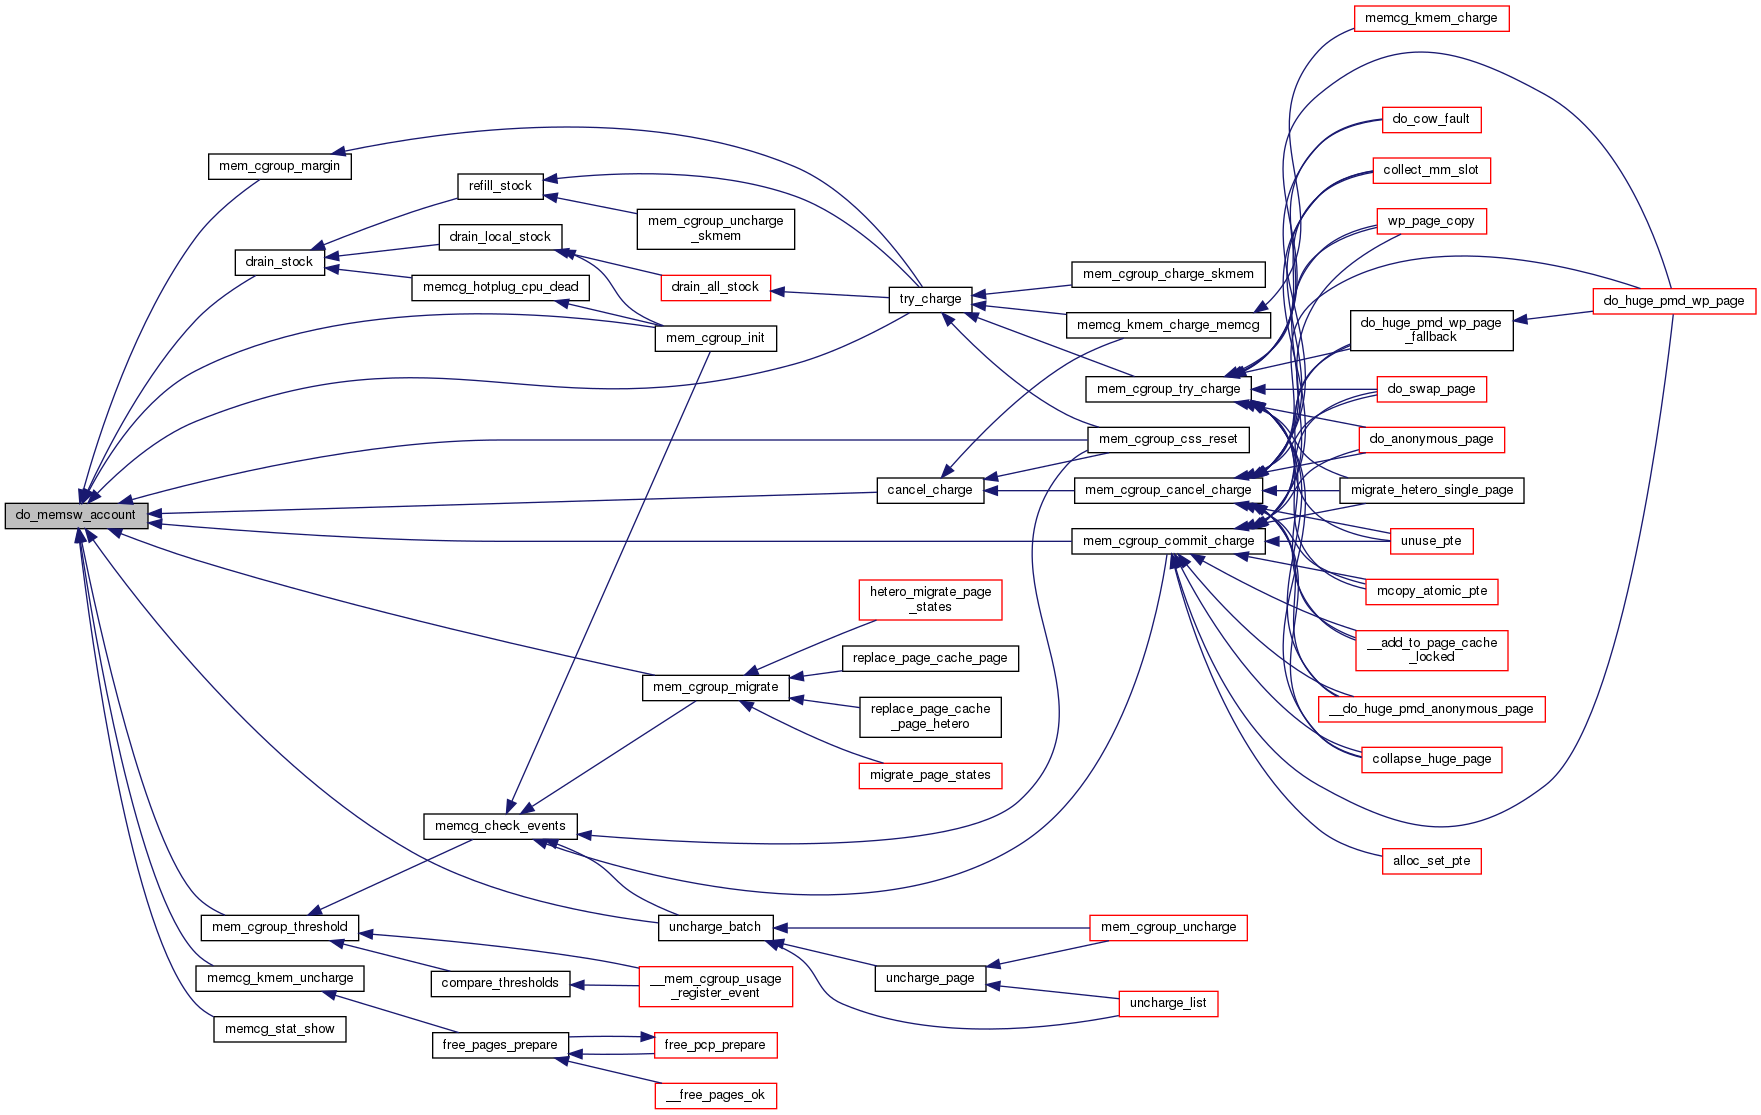 memcg_kmem_charge
do_cow_fault
mem_cgroup_margin
collect_mm_slot
refill_stock
mem_cgroup_uncharge
_skmem
wp_page_copy
drain_local_stock
drain_stock
mem_cgroup_charge_skmem
memcg_hotplug_cpu_dead
drain_all_stock
try_charge
do_huge_pmd_wp_page
memcg_kmem_charge_memcg
do_huge_pmd_wp_page
_fallback
mem_cgroup_init
mem_cgroup_try_charge
do_swap_page
mem_cgroup_css_reset
do_anonymous_page
cancel_charge
mem_cgroup_cancel_charge
migrate_hetero_single_page
do_memsw_account
mem_cgroup_commit_charge
unuse_pte
hetero_migrate_page
_states
mcopy_atomic_pte
__add_to_page_cache
_locked
replace_page_cache_page
mem_cgroup_migrate
replace_page_cache
_page_hetero
__do_huge_pmd_anonymous_page
collapse_huge_page
migrate_page_states
memcg_check_events
alloc_set_pte
mem_cgroup_threshold
uncharge_batch
mem_cgroup_uncharge
memcg_kmem_uncharge
compare_thresholds
__mem_cgroup_usage
_register_event
uncharge_page
uncharge_list
memcg_stat_show
free_pages_prepare
free_pcp_prepare
__free_pages_ok